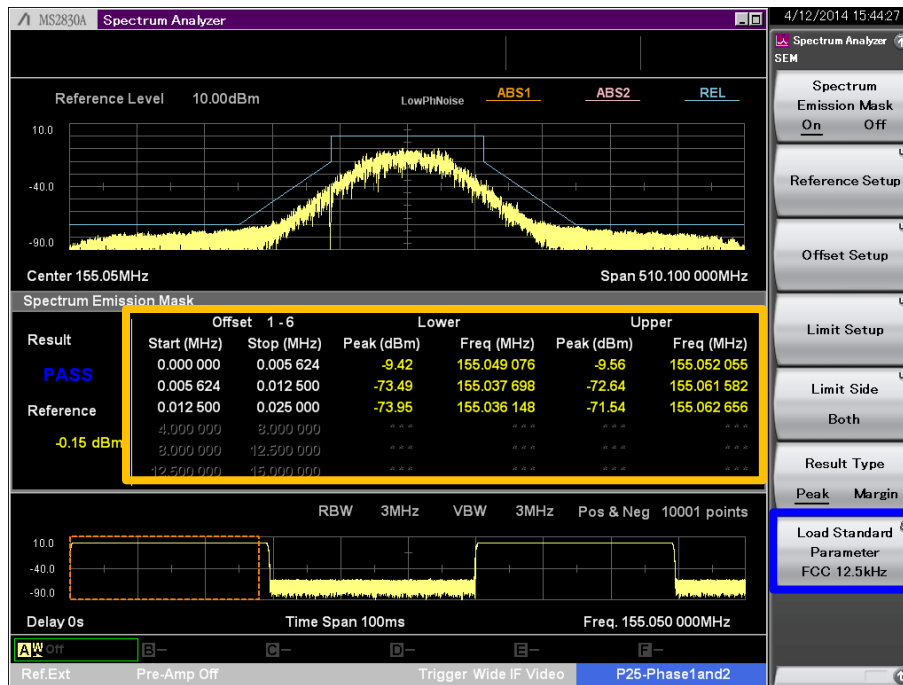 MS2830A Spectrum Analyzer
4/12/2014 15:44:27
Spectrum Analyzer
SEM
Spectrum
Emission Mask
On Off
Reference Setup
Offset Setup
Limit Setup
Limit Side
Both
Result Type
Peak Margin
Load Standard
Parameter
FCC 12.5kHz
Reference Level 10.00dBm
LowPhNoise ABS1 ABS2 REL
10.0
-40.0
-90.0
Center 155.05MHz Span 510.100 000MHz
Spectrum Emission Mask
Result
PASS
Reference
-0.15 dBm
Offset 1 - 6 Lower Upper
Start (MHz) Stop (MHz) Peak (dBm) Freq (MHz) Peak (dBm) Freq (MHz)
0.000 000 0.005 624 -9.42 155.049 076 -9.56 155.052 055
0.005 624 0.012 500 -73.49 155.037 698 -72.64 155.061 582
0.012 500 0.025 000 -73.95 155.036 148 -71.54 155.062 656
4.000 000 8.000 000 *** *** *** ***
8.000 000 12.500 000 *** *** *** ***
12.500 000 15.000 000 *** *** *** ***
RBW 3MHz VBW 3MHz Pos & Neg 10001 points
10.0
-40.0
-90.0
Delay 0s Time Span 100ms Freq. 155.050 000MHz
A W Off B- C- D- E- F-
Ref.Ext Pre-Amp Off Trigger Wide IF Video P25-Phase1and2